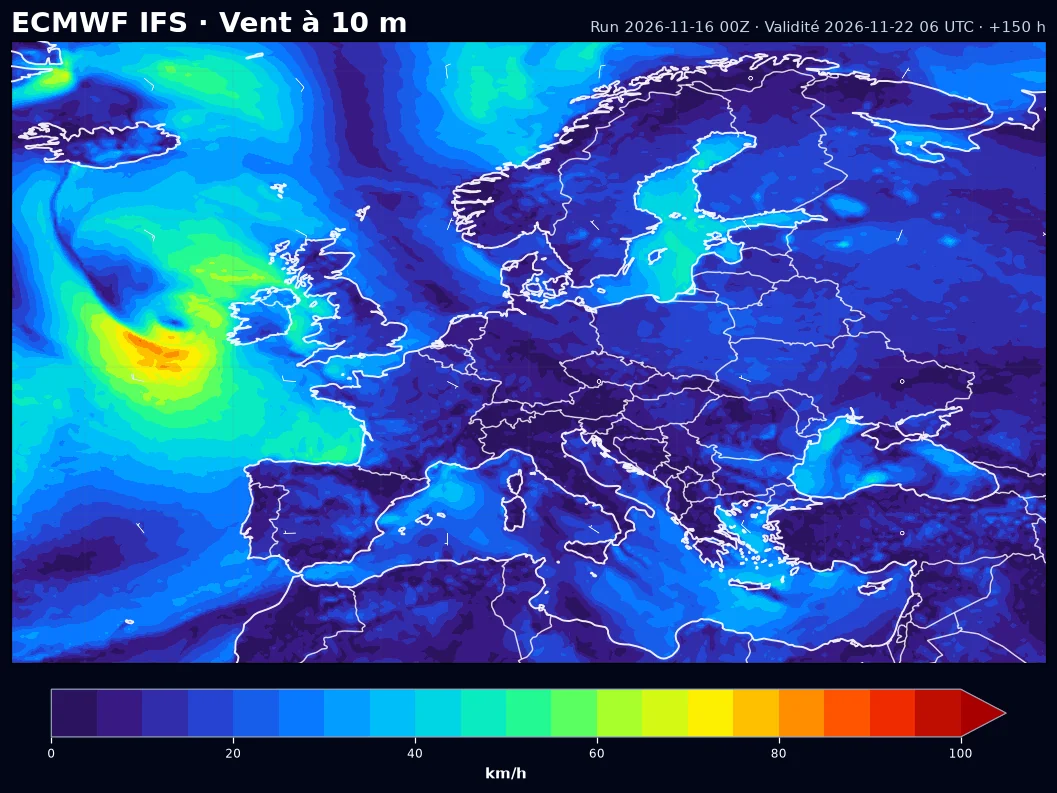 ECMWF IFS · Vent à 10 m
Run 2026-11-16 00Z · Validité 2026-11-22 06 UTC · +150 h
0 20 40 60 80 100
km/h